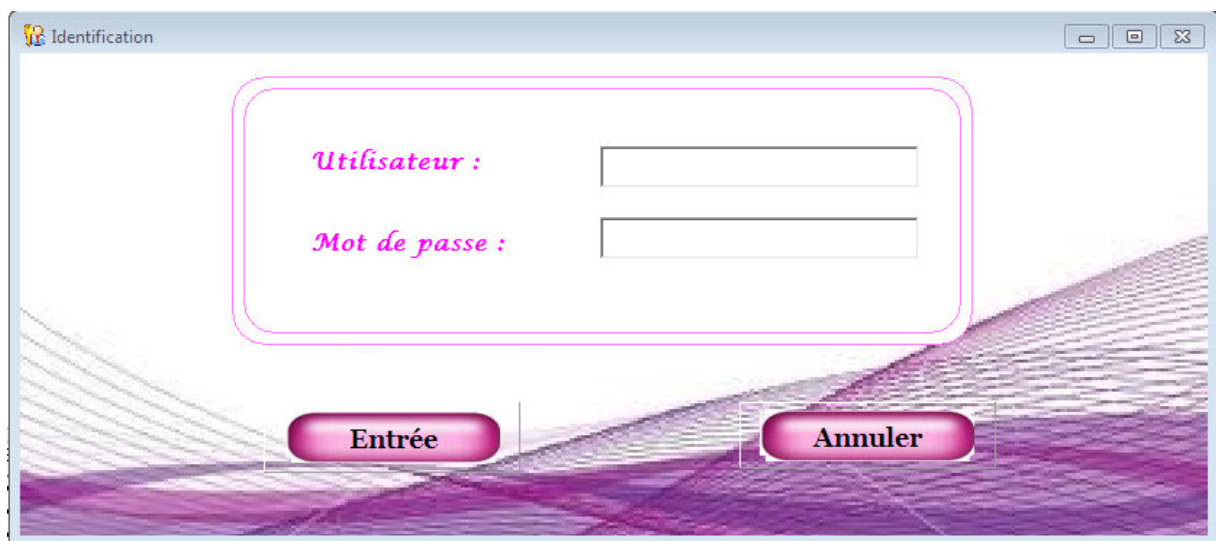 Identification
Utilisateur :
Mot de passe :
Entrée
Annuler